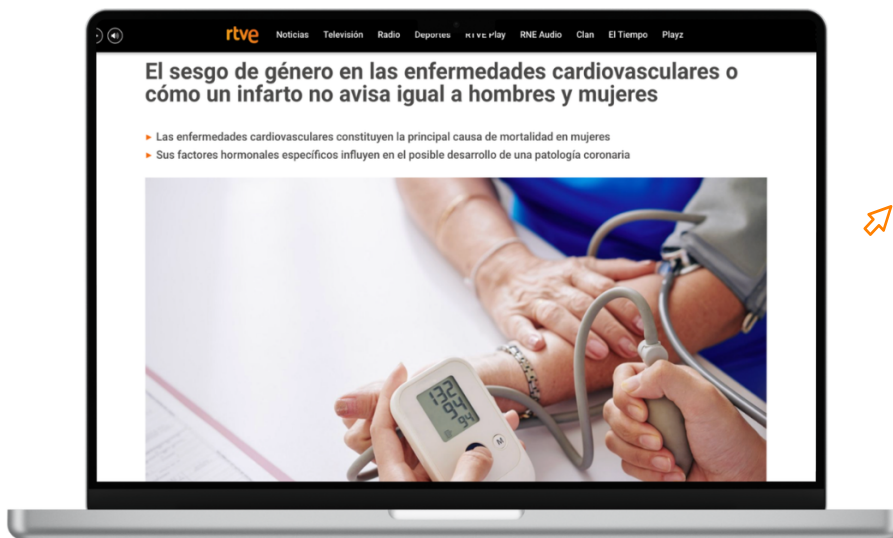 rtve Noticias Televisión Radio Deportes RTVE Play RNE Audio Clan El Tiempo Playz
El sesgo de género en las enfermedades cardiovasculares o
cómo un infarto no avisa igual a hombres y mujeres
Las enfermedades cardiovasculares constituyen la principal causa de mortalidad en mujeres
Sus factores hormonales específicos influyen en el posible desarrollo de una patología coronaria
132
94
94
M